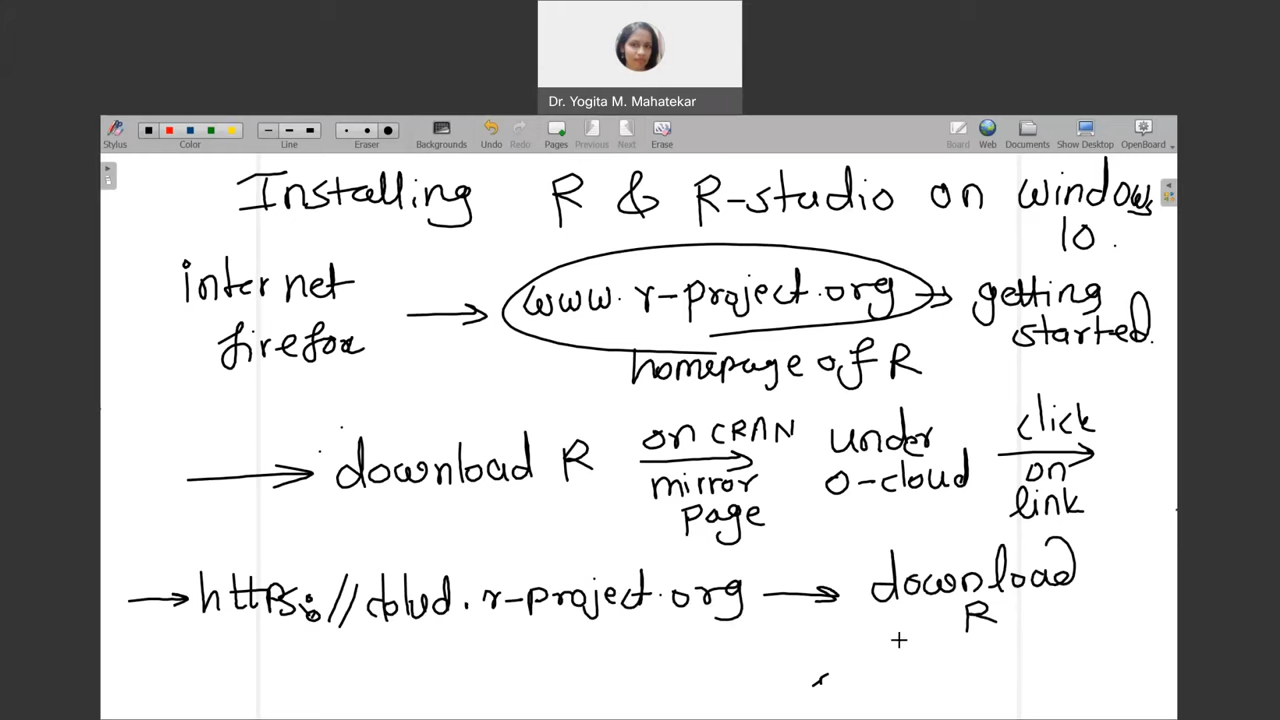 Dr. Yogita M. Mahatekar
Stylus Color Line Eraser Backgrounds Undo Redo Pages Previous Next Erase Board Web Documents Show Desktop OpenBoard
Installing R & R-studio on windows
10.
internet
firefox
www.r-project.org
homepage of R
getting
started.
download R
on CRAN
mirror
page
under
0-cloud
click
on
link
https://cloud.r-project.org
download
R